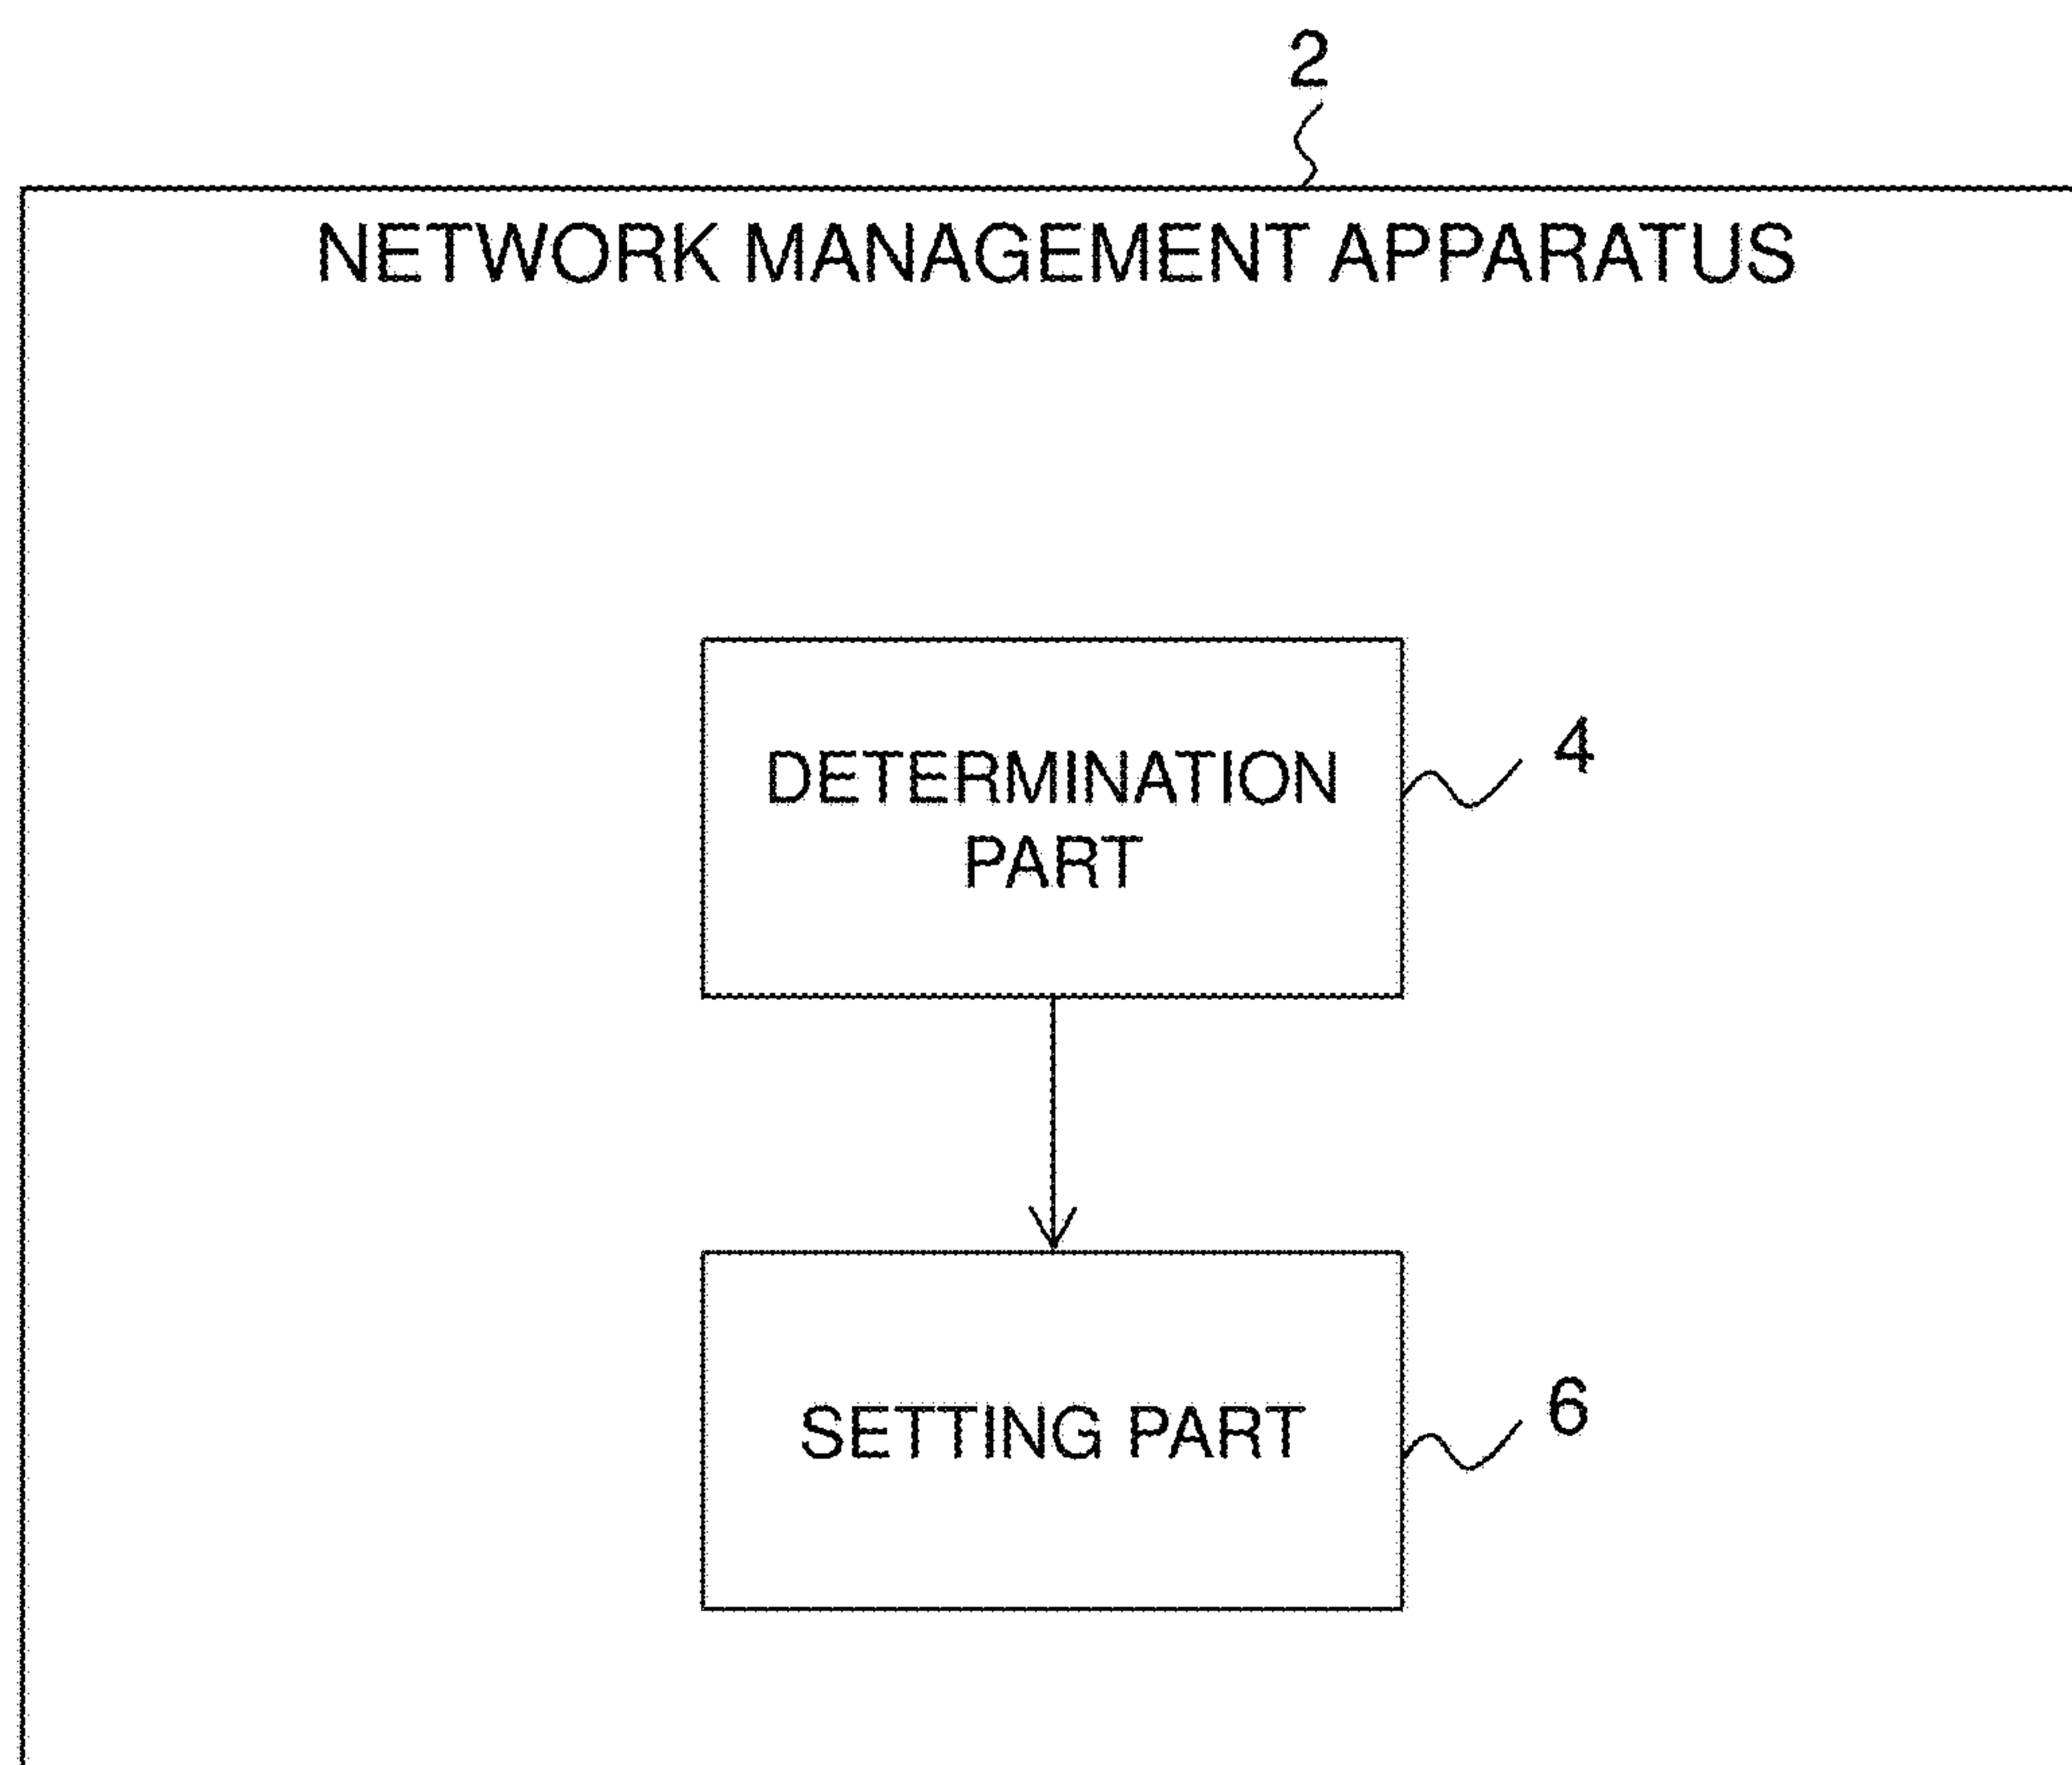 2
NETWORK MANAGEMENT APPARATUS
DETERMINATION
PART
4
SETTING PART
6